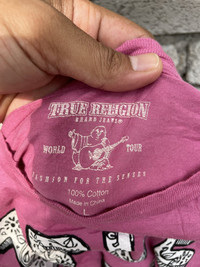 TRUE RELIGION
BRAND JEANS
WORLD TOUR
FASHION FOR THE SENSES
100% Cotton
Made in China
L